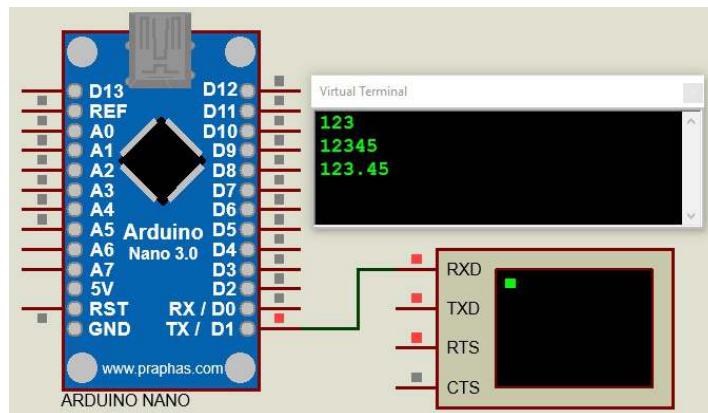 D13
REF
A0
A1
A2
A3
A4
A5
A6
A7
5V
RST
GND
D12
D11
D10
D9
D8
D7
D6
D5
D4
D3
D2
RX / D0
TX / D1
Arduino
Nano 3.0
www.praphas.com
ARDUINO NANO
Virtual Terminal
123
12345
123.45
RXD
TXD
RTS
CTS